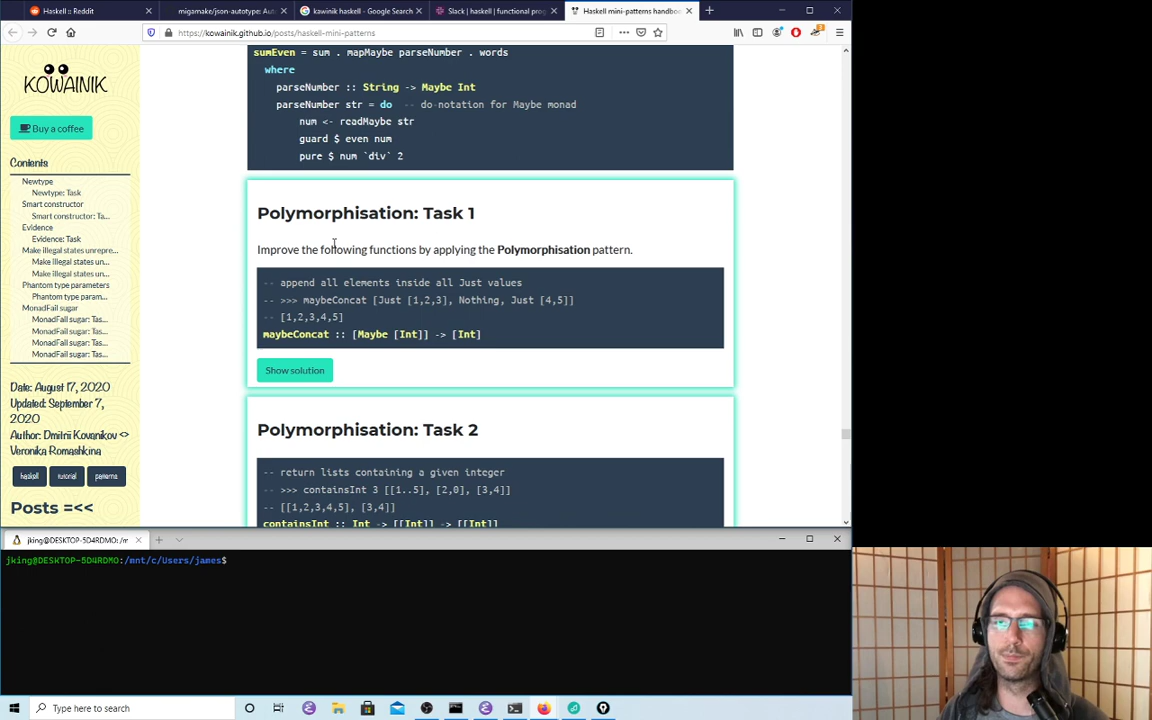 Haskell :: Reddit
migamake/json-autotype: Aut
kawinik haskell - Google Search
Slack | haskell | functional pro
Haskell mini-patterns handboo
https://kowainik.github.io/posts/haskell-mini-patterns
KOWAINIK
Buy a coffee
Contents
Newtype
Newtype: Task
Smart constructor
Smart constructor: Ta...
Evidence
Evidence: Task
Make illegal states unrepre...
Make illegal states un...
Make illegal states un...
Phantom type parameters
Phantom type param...
MonadFail sugar
MonadFail sugar: Tas...
MonadFail sugar: Tas...
MonadFail sugar: Tas...
MonadFail sugar: Tas...
Date: August 17, 2020
Updated: September 7,
2020
Author: Dmitrii Kovanikov <>
Veronika Romashkina
haskell
tutorial
patterns
Posts =<<
sumEven = sum . mapMaybe parseNumber . words
where
parseNumber :: String -> Maybe Int
parseNumber str = do -- do-notation for Maybe monad
num <- readMaybe str
guard $ even num
pure $ num `div` 2
Polymorphisation: Task 1
Improve the following functions by applying the Polymorphisation pattern.
-- append all elements inside all Just values
-- >>> maybeConcat [Just [1,2,3], Nothing, Just [4,5]]
-- [1,2,3,4,5]
maybeConcat :: [Maybe [Int]] -> [Int]
Show solution
Polymorphisation: Task 2
-- return lists containing a given integer
-- >>> containsInt 3 [[1..5], [2,0], [3,4]]
-- [[1,2,3,4,5], [3,4]]
containsInt :: Int -> [[Int]] -> [[Int]]
jking@DESKTOP-5D4RDMO: /m
jking@DESKTOP-5D4RDMO:/mnt/c/Users/james$
Type here to search